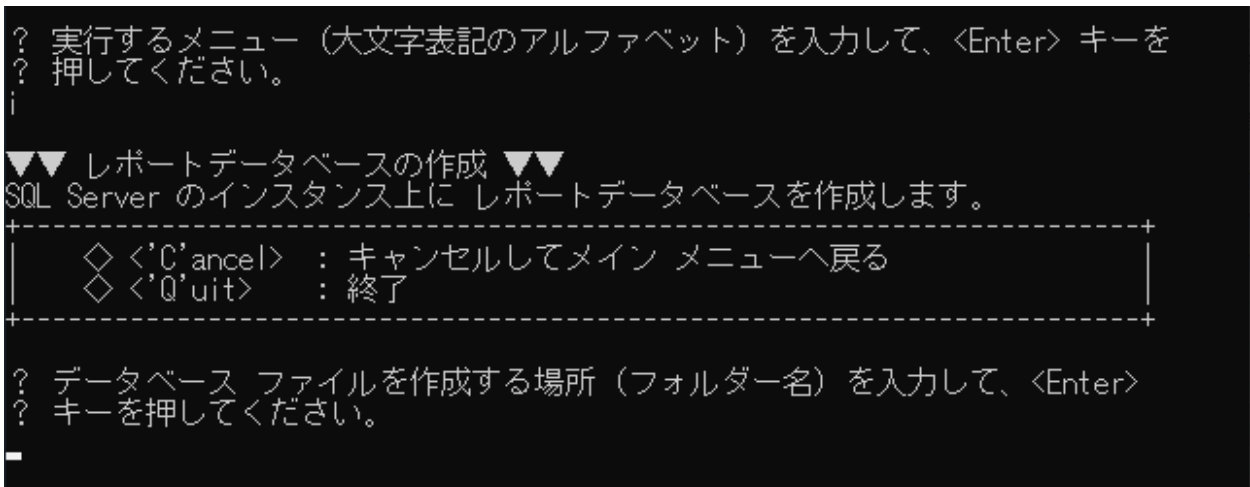 ? 実行するメニュー（大文字表記のアルファベット）を入力して、<Enter> キーを
? 押してください。
i
▼▼ レポートデータベースの作成 ▼▼
SQL Server のインスタンス上に レポートデータベースを作成します。
+-------------------------------------------------------------------------+
|    ◇ <'C'ancel>  : キャンセルしてメイン メニューへ戻る    |
|    ◇ <'Q'uit>    : 終了    |
+-------------------------------------------------------------------------+
? データベース ファイルを作成する場所（フォルダー名）を入力して、<Enter>
? キーを押してください。